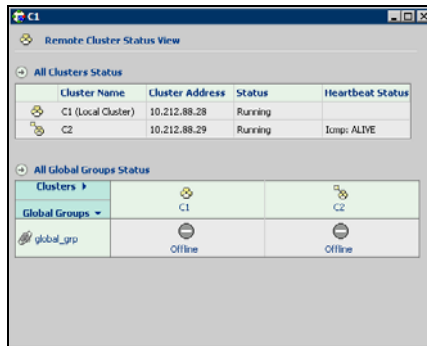 C1
Remote Cluster Status View
All Clusters Status
Cluster Name Cluster Address Status Heartbeat Status
C1 (Local Cluster) 10.212.88.28 Running
C2 10.212.88.29 Running Icmp: ALIVE
All Global Groups Status
Clusters
C1 C2
Global Groups
global_grp
Offline Offline